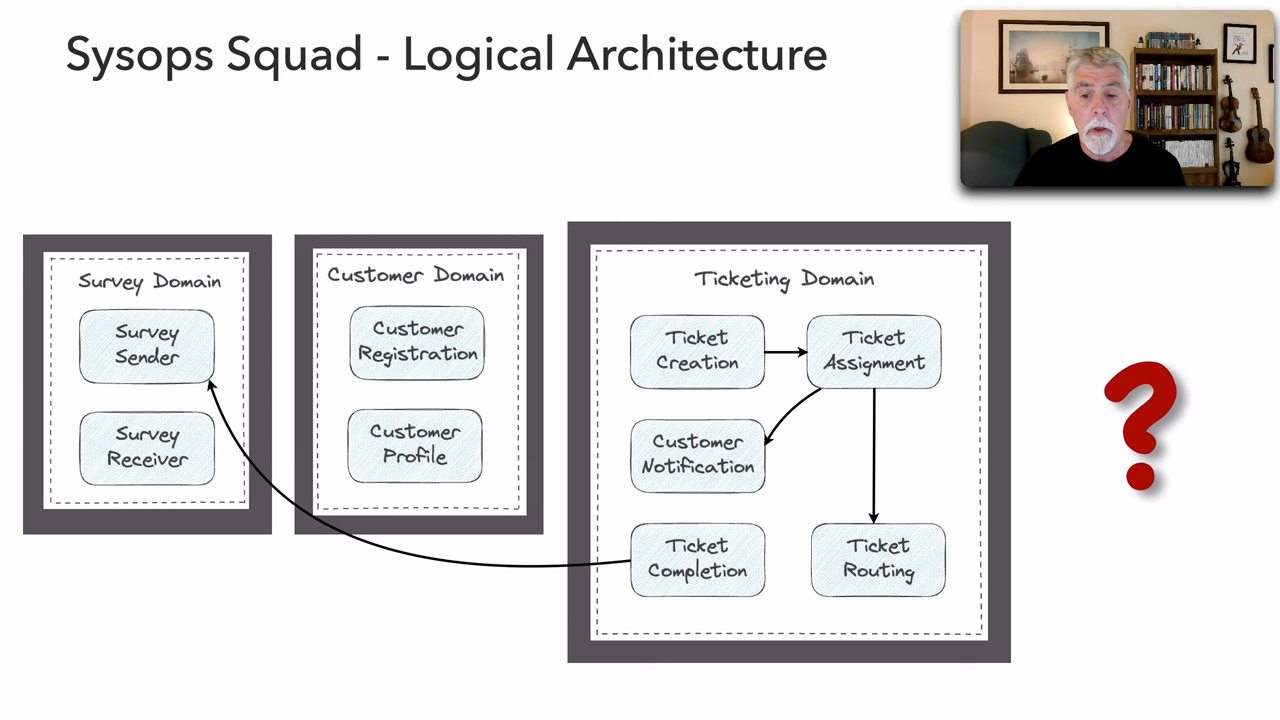 Sysops Squad - Logical Architecture
Survey Domain
Survey
Sender
Survey
Receiver
Customer Domain
Customer
Registration
Customer
Profile
Ticketing Domain
Ticket
Creation
Ticket
Assignment
Customer
Notification
Ticket
Completion
Ticket
Routing
?